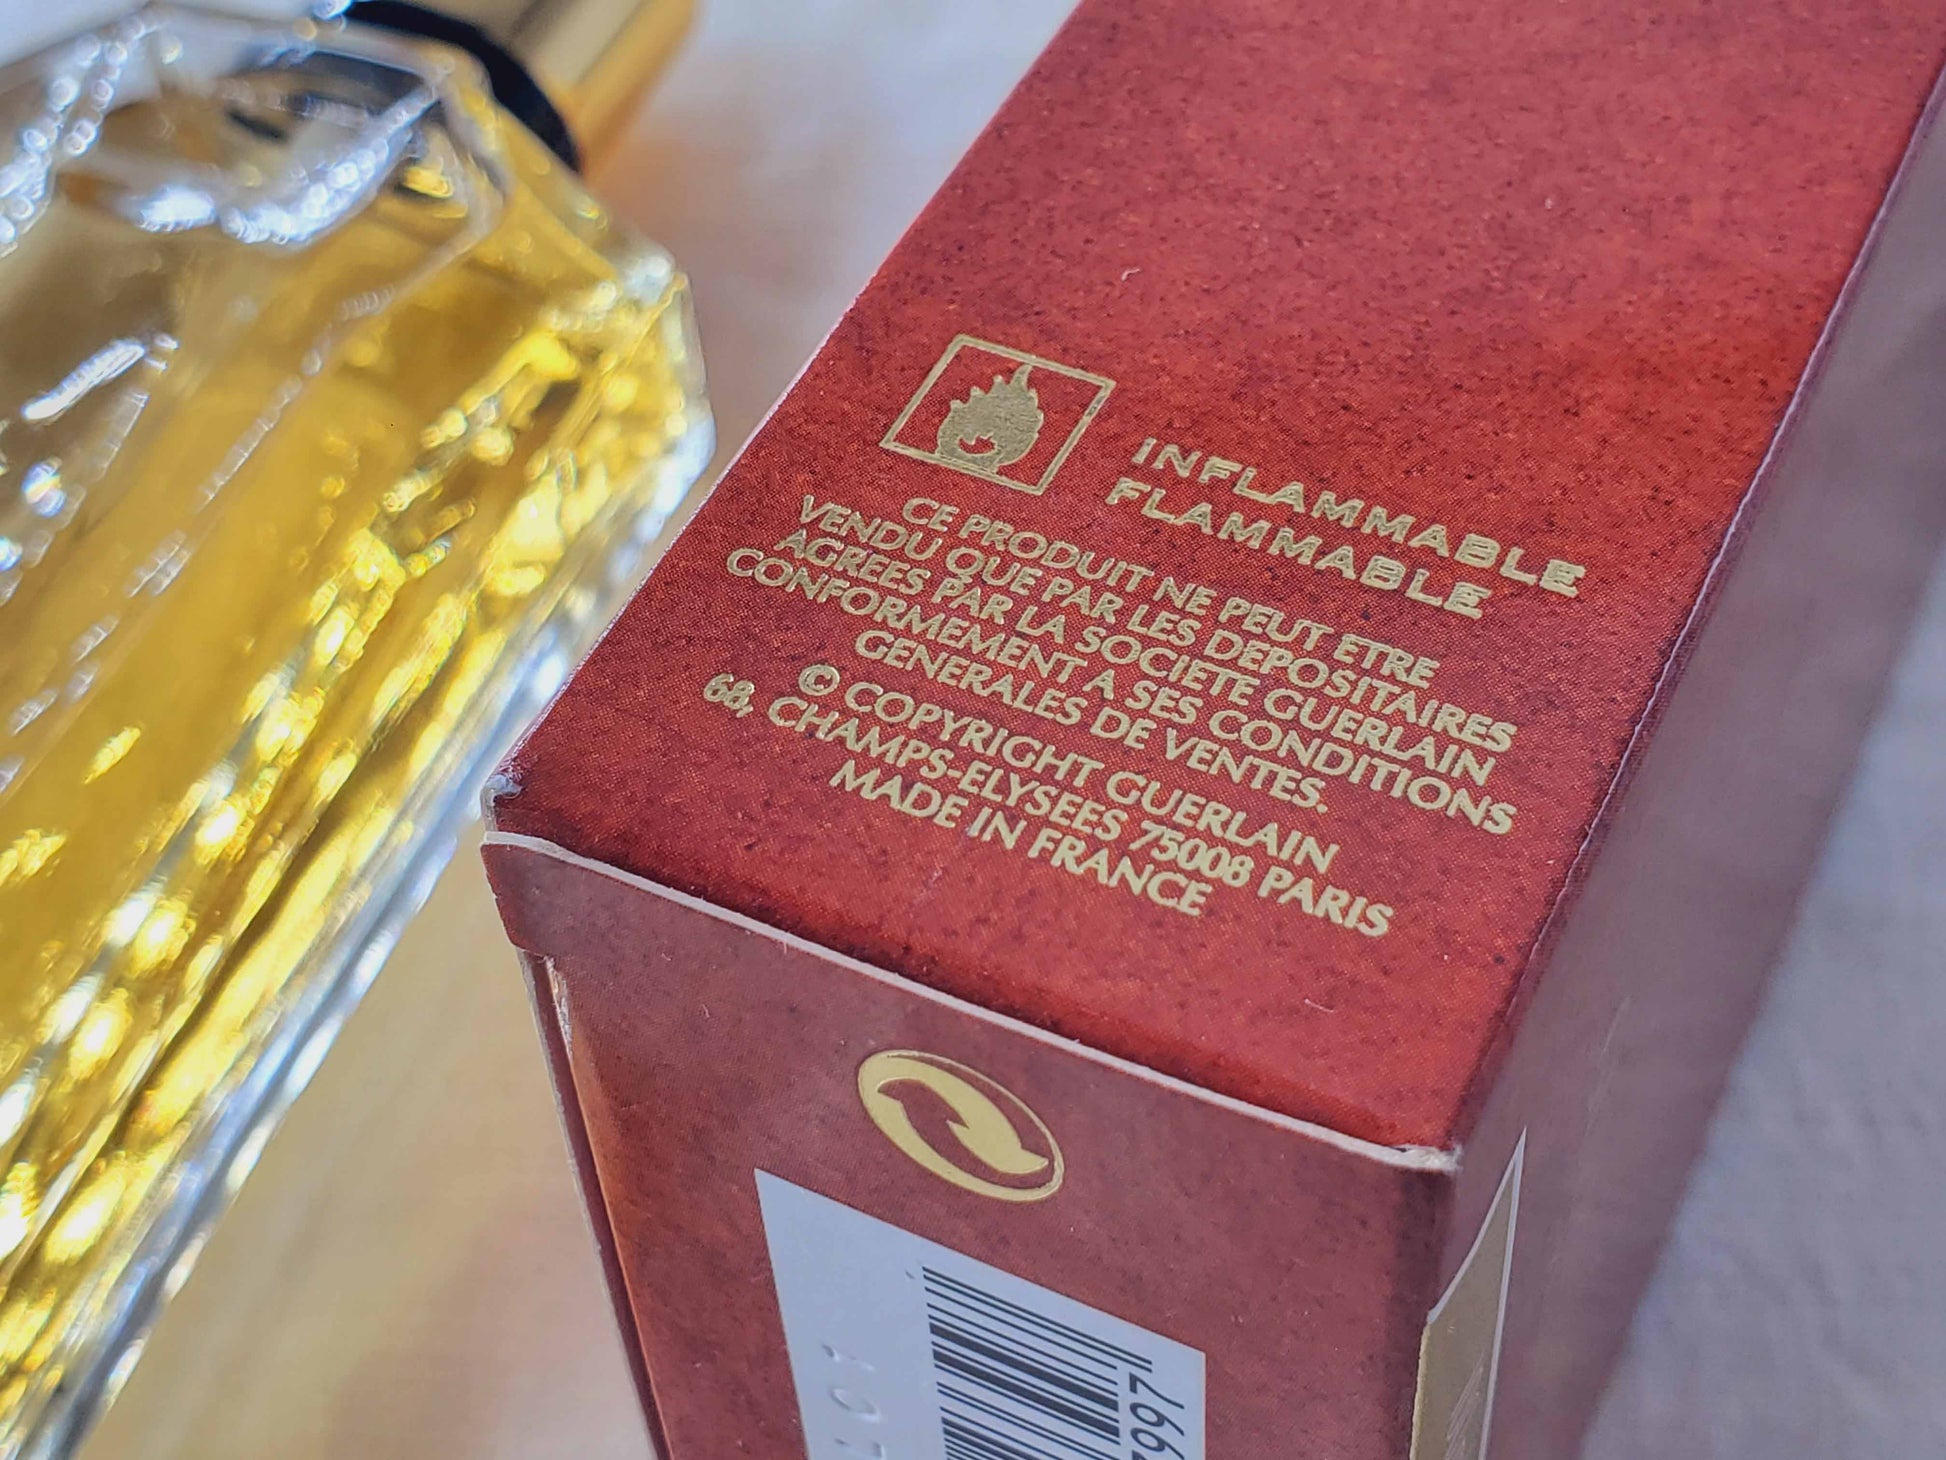 INFLAMMABLE
FLAMMABLE
CE PRODUIT NE PEUT ETRE
VENDU QUE PAR LES DEPOSITAIRES
AGREES PAR LA SOCIETE GUERLAIN
CONFORMEMENT A SES CONDITIONS
GENERALES DE VENTES.
© COPYRIGHT GUERLAIN
68, CHAMPS-ELYSEES 75008 PARIS
MADE IN FRANCE